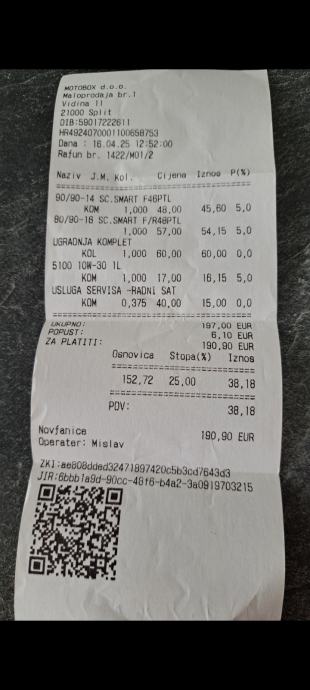 MOTOBOX d.o.o.
Maloprodaja br.1
Vidina 11
21000 Split
OIB:59017222611
HR4924070001100658753
Dana : 16.04.25 12:52:00
Račun br. 1422/M01/2
Naziv J.M. Kol. Cijena Iznos P(%)
90/90-14 SC.SMART F46PTL
KOM 1,000 48,00 45,60 5,0
80/90-16 SC.SMART F/R48PTL
1,000 57,00 54,15 5,0
UGRADNJA KOMPLET
KOL 1,000 60,00 60,00 0,0
5100 10W-30 1L
KOM 1,000 17,00 16,15 5,0
USLUGA SERVISA -RADNI SAT
KOM 0,375 40,00 15,00 0,0
UKUPNO: 197,00 EUR
POPUST: 6,10 EUR
ZA PLATITI: 190,90 EUR
Osnovica Stopa(%) Iznos
152,72 25,00 38,18
PDV: 38,18
Novčanice 190,90 EUR
Operater: Mislav
ZKI:ae808dded32471897420c5b3cd7643d3
JIR:6bbb1a9d-90cc-48f6-b4a2-3a0919703215